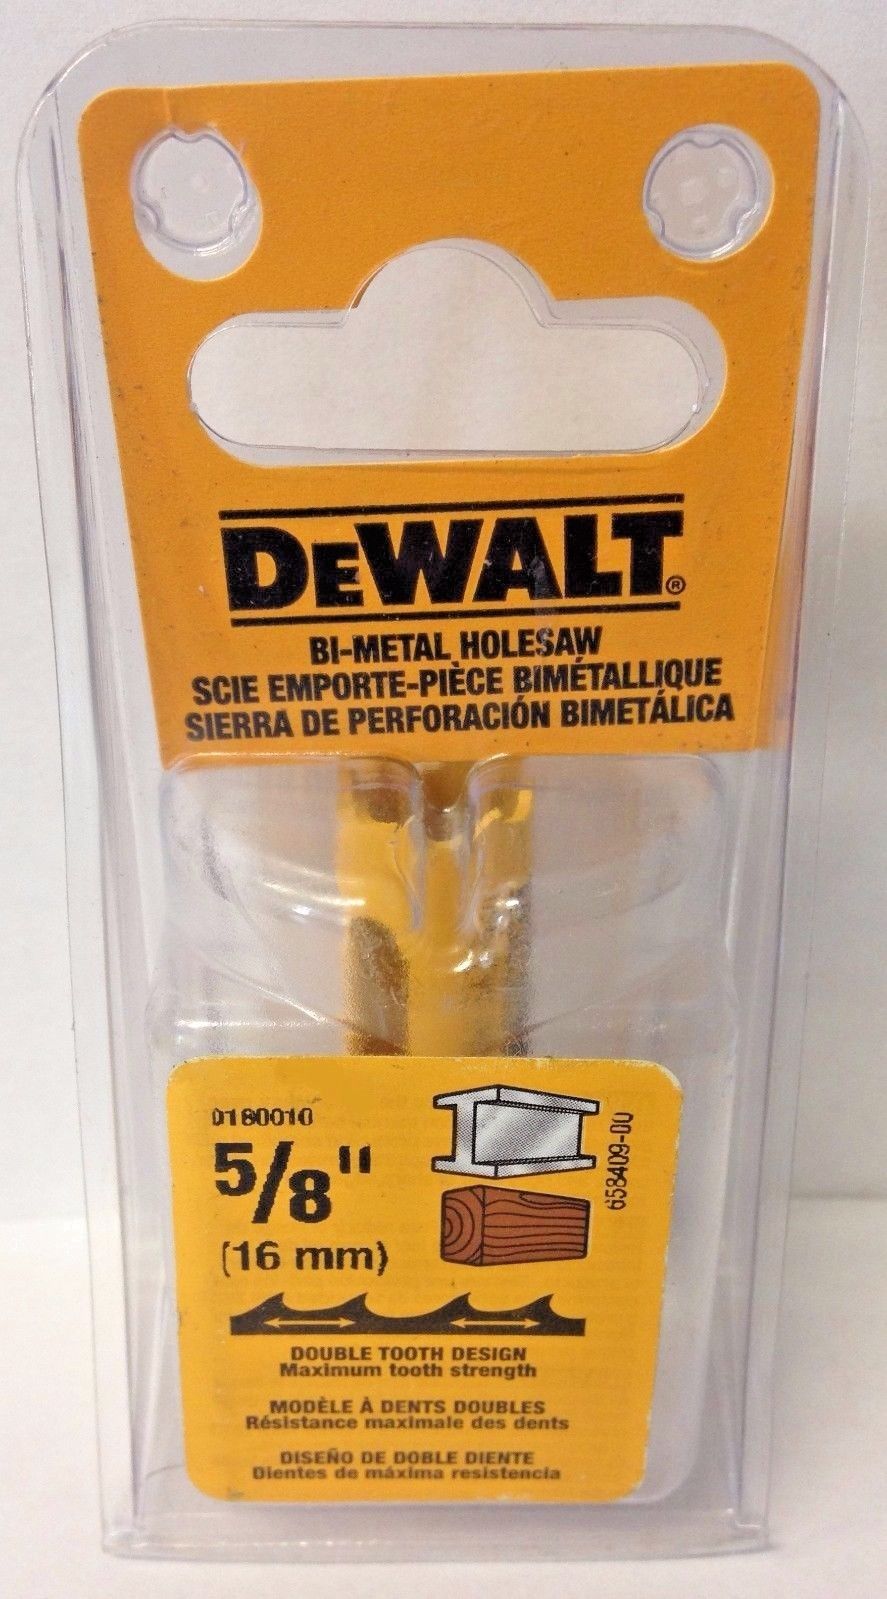 DEWALT®
BI-METAL HOLESAW
SCIE EMPORTE-PIÈCE BIMÉTALLIQUE
SIERRA DE PERFORACIÓN BIMETÁLICA
0180010
5/8"
(16 mm)
658409-00
DOUBLE TOOTH DESIGN
Maximum tooth strength
MODÈLE À DENTS DOUBLES
Résistance maximale des dents
DISEÑO DE DOBLE DIENTE
Dientes de máxima resistencia